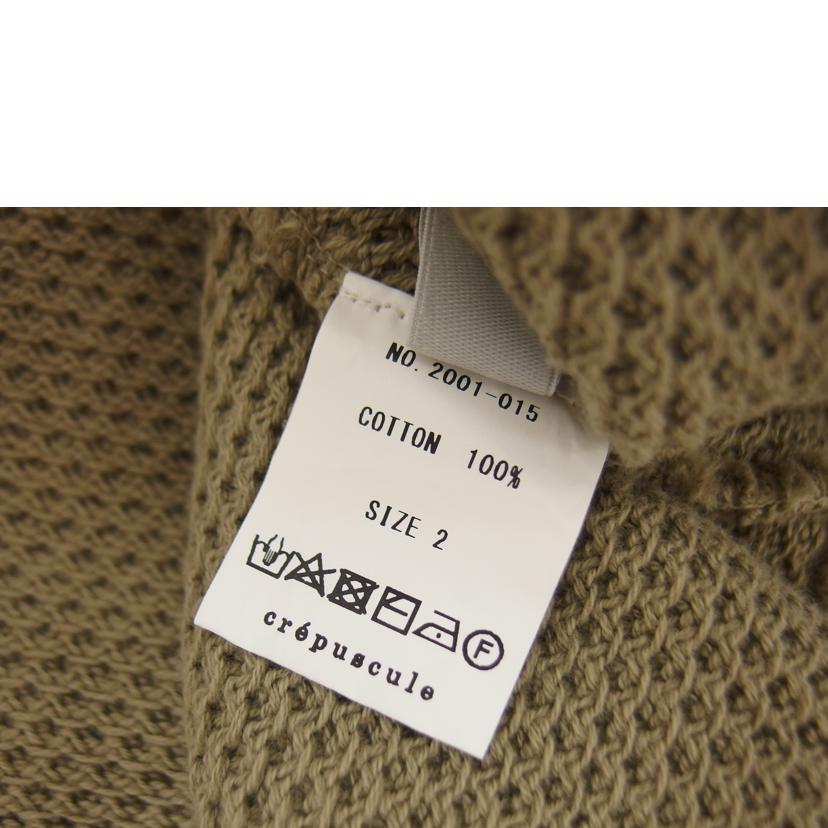 NO. 2001-015
COTTON 100%
SIZE 2
F
crépuscule